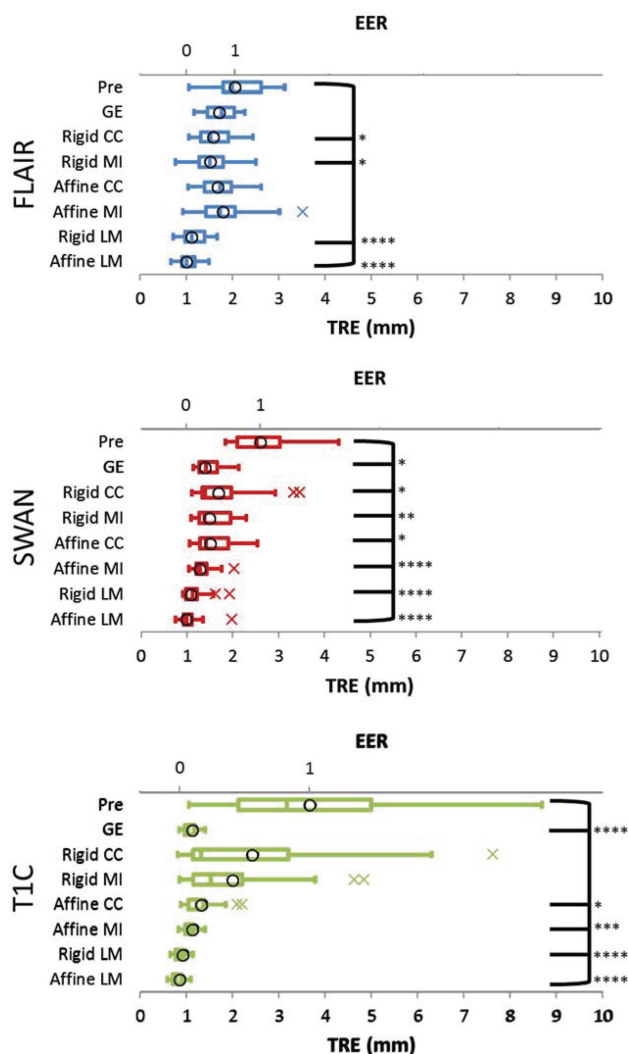 EER
0 1
FLAIR
Pre
GE
Rigid CC *
Rigid MI *
Affine CC
Affine MI
Rigid LM ****
Affine LM ****
0 1 2 3 4 5 6 7 8 9 10
TRE (mm)
EER
0 1
SWAN
Pre
GE *
Rigid CC *
Rigid MI **
Affine CC *
Affine MI ****
Rigid LM ****
Affine LM ****
0 1 2 3 4 5 6 7 8 9 10
TRE (mm)
EER
0 1
T1C
Pre
GE ****
Rigid CC
Rigid MI
Affine CC *
Affine MI ***
Rigid LM ****
Affine LM ****
0 1 2 3 4 5 6 7 8 9 10
TRE (mm)